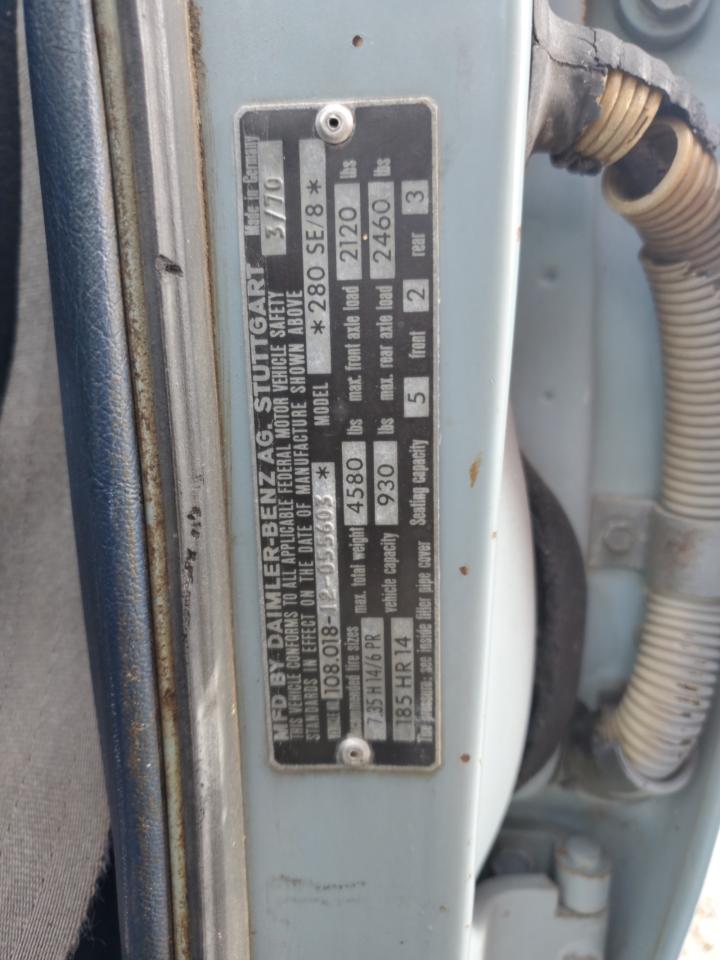 MFD BY DAIMLER-BENZ AG. STUTTGART Made in Germany
THIS VEHICLE CONFORMS TO ALL APPLICABLE FEDERAL MOTOR VEHICLE SAFETY 3/70
STANDARDS IN EFFECT ON THE DATE OF MANUFACTURE SHOWN ABOVE
108.018-12-055603* MODEL *280 SE/8*
tire sizes max. total weight 4580 lbs max. front axle load 2120 lbs
7.35 H 14/6 PR vehicle capacity 930 lbs max. rear axle load 2460 lbs
185 HR 14
see inside filler pipe cover Seating capacity 5 front 2 rear 3